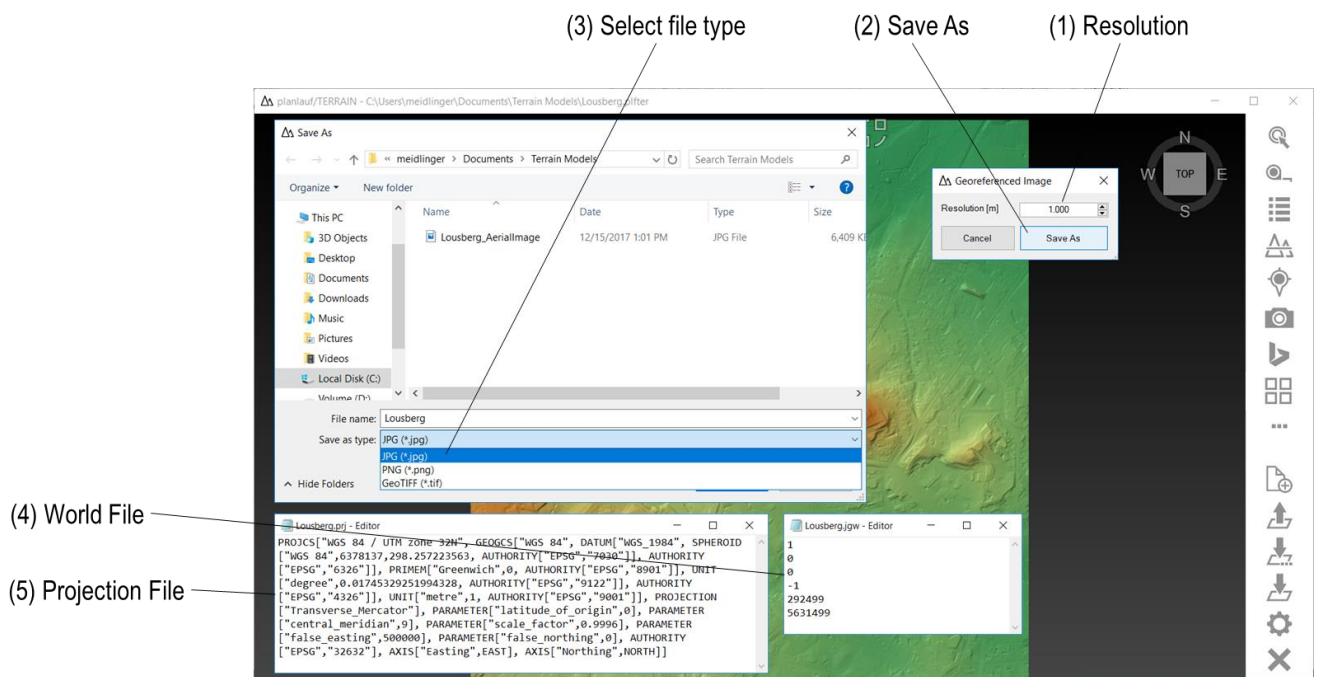 (3) Select file type
(2) Save As
(1) Resolution
planlauf/TERRAIN - C:\Users\meidlinger\Documents\Terrain Models\Lousberg.plfter
Save As
« meidlinger > Documents > Terrain Models
Search Terrain Models
Organize
New folder
?
This PC
3D Objects
Desktop
Documents
Downloads
Music
Pictures
Videos
Local Disk (C:)
Volume (D:)
Name
Date
Type
Size
Lousberg_AerialImage
12/15/2017 1:01 PM
JPG File
6,409 KB
File name:
Lousberg
Save as type:
JPG (*.jpg)
JPG (*.jpg)
PNG (*.png)
GeoTIFF (*.tif)
Hide Folders
Georeferenced Image
Resolution [m]
1.000
Cancel
Save As
N
W
TOP
E
S
(4) World File
(5) Projection File
Lousberg.prj - Editor
PROJCS["WGS 84 / UTM zone 32N", GEOGCS["WGS 84", DATUM["WGS_1984", SPHEROID
["WGS 84",6378137,298.257223563, AUTHORITY["EPSG","7030"]], AUTHORITY
["EPSG","6326"]], PRIMEM["Greenwich",0, AUTHORITY["EPSG","8901"]], UNIT
["degree",0.01745329251994328, AUTHORITY["EPSG","9122"]], AUTHORITY
["EPSG","4326"]], UNIT["metre",1, AUTHORITY["EPSG","9001"]], PROJECTION
["Transverse_Mercator"], PARAMETER["latitude_of_origin",0], PARAMETER
["central_meridian",9], PARAMETER["scale_factor",0.9996], PARAMETER
["false_easting",500000], PARAMETER["false_northing",0], AUTHORITY
["EPSG","32632"], AXIS["Easting",EAST], AXIS["Northing",NORTH]]
Lousberg.jgw - Editor
1
0
0
-1
292499
5631499